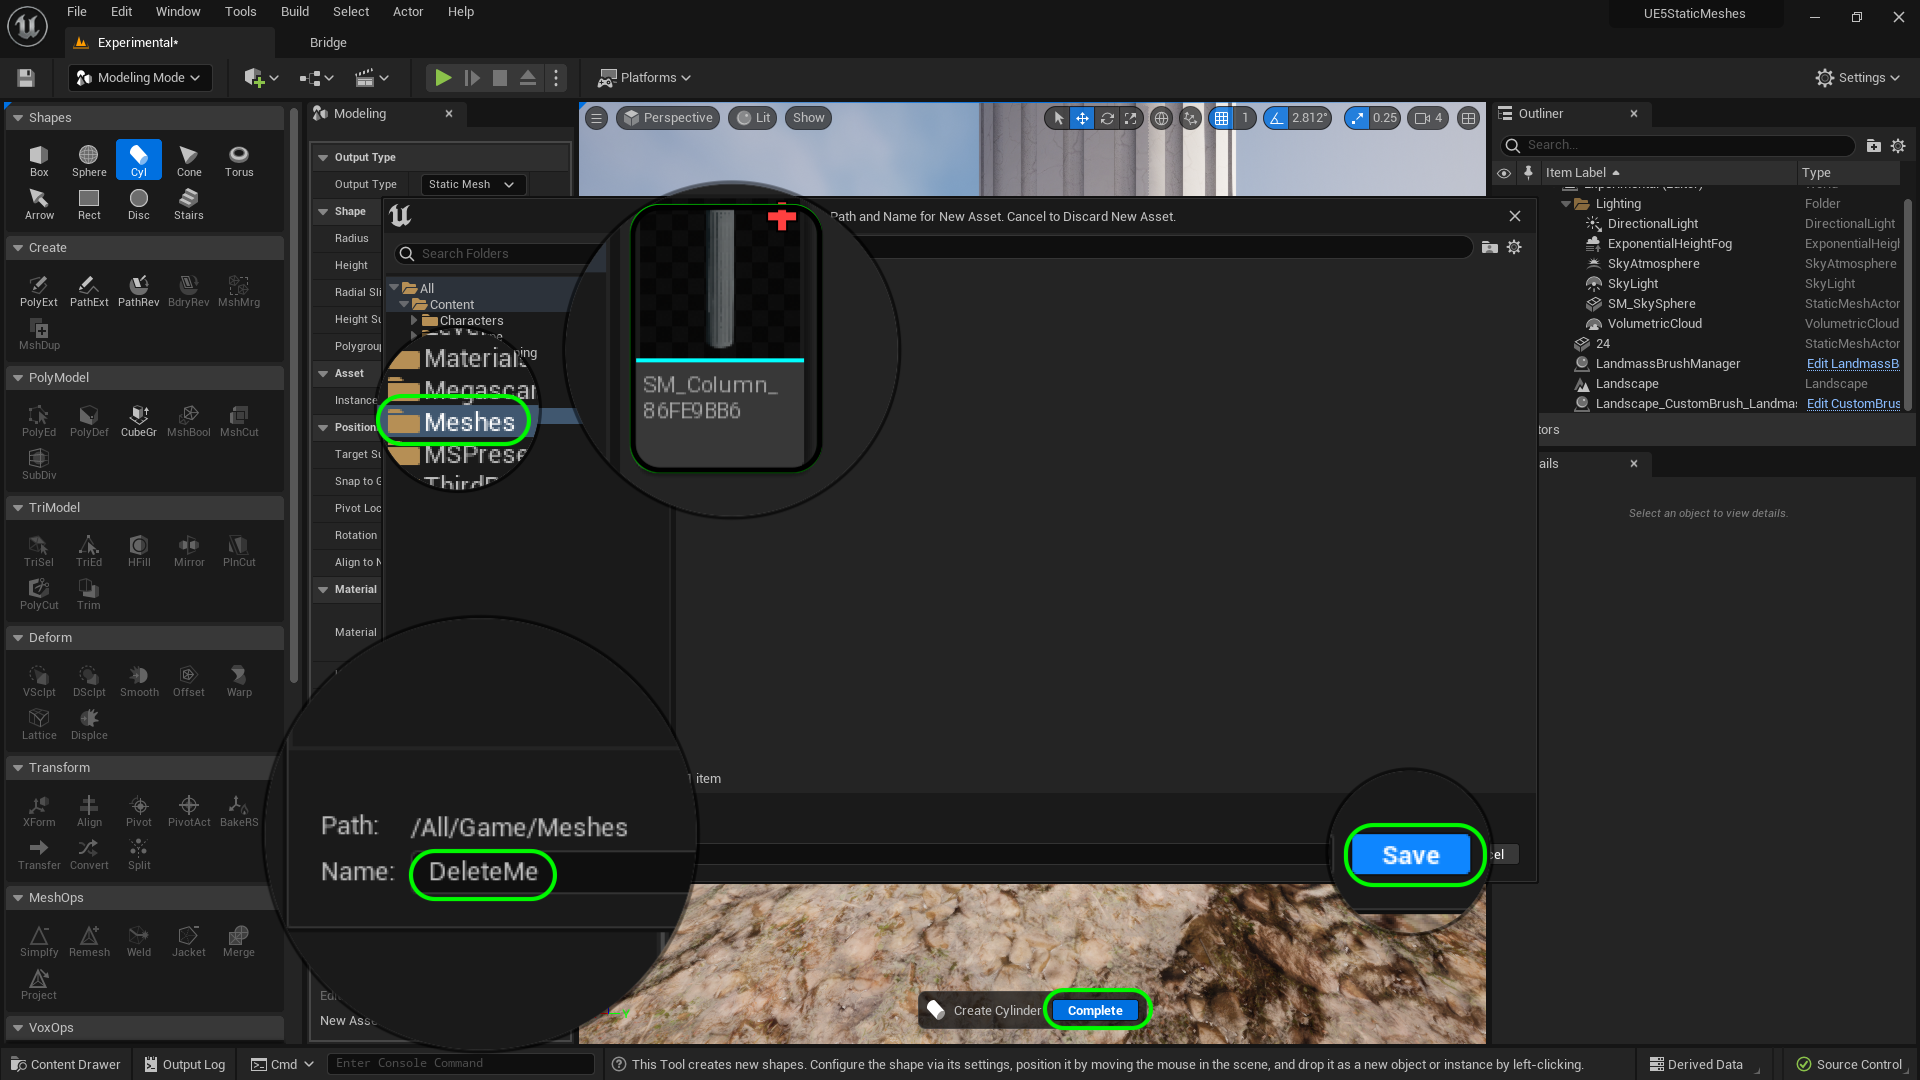 File Edit Window Tools Build Select Actor Help
UE5StaticMeshes
Experimental*
Bridge
Modeling Mode
Platforms
Settings
Shapes
Box Sphere Cyl Cone Torus
Arrow Rect Disc Stairs
Create
PolyExt PathExt PathRev BdryRev MshMrg
MshDup
PolyModel
PolyEd PolyDef CubeGr MshBool MshCut
SubDiv
TriModel
TriSel TriEd HFill Mirror PlnCut
PolyCut Trim
Deform
VSclpt DSclpt Smooth Offset Warp
Lattice Displce
Transform
XForm Align Pivot PivotAct BakeRS
Transfer Convert Split
MeshOps
Simplfy Remesh Weld Jacket Merge
Project
VoxOps
Modeling
Output Type
Output Type Static Mesh
Shape
Radius
Height
Radial Sli
Height Su
Polygroup
Asset
Instance
Position
Target Su
Snap to G
Pivot Loc
Rotation
Align to N
Material
Material
New Asse
Perspective Lit Show
1 2.812° 0.25 4
Path and Name for New Asset. Cancel to Discard New Asset.
Search Folders
All
Content
Characters
Materials
Megascan
Meshes
MSPrese
ThirdP
SM_Column_
86FE9BB6
1 item
Path: /All/Game/Meshes
Name: DeleteMe
Save
cel
Create Cylinder Complete
Outliner
Search...
Item Label Type
Experimental (Editor) World
Lighting Folder
DirectionalLight DirectionalLight
ExponentialHeightFog ExponentialHeigh
SkyAtmosphere SkyAtmosphere
SkyLight SkyLight
SM_SkySphere StaticMeshActor
VolumetricCloud VolumetricCloud
24 StaticMeshActor
LandmassBrushManager Edit LandmassB
Landscape Landscape
Landscape_CustomBrush_Landmas Edit CustomBrus
tors
ails
Select an object to view details.
Content Drawer Output Log Cmd Enter Console Command
This Tool creates new shapes. Configure the shape via its settings, position it by moving the mouse in the scene, and drop it as a new object or instance by left-clicking.
Derived Data Source Control